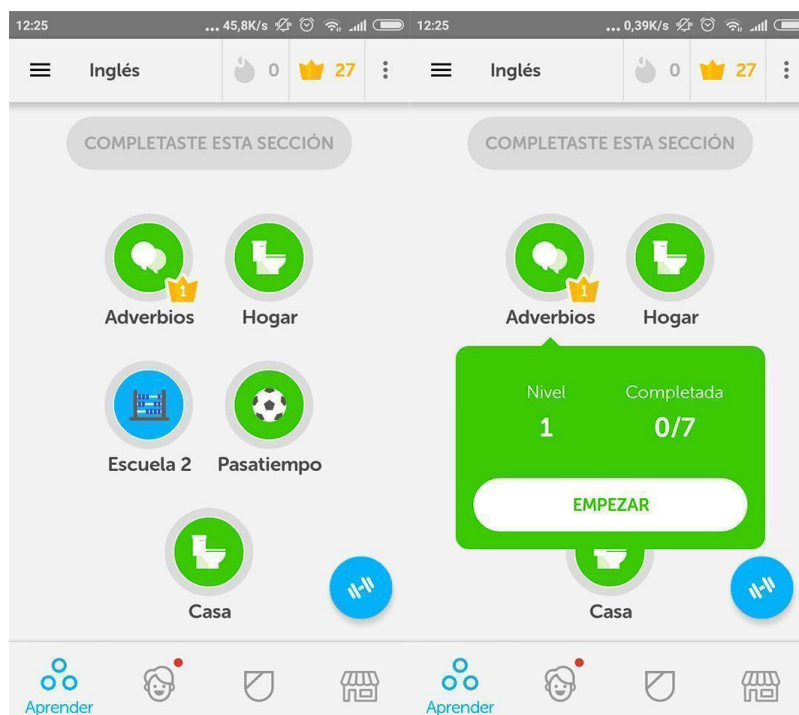 12:25 ... 45,8K/s
Inglés 0 27
COMPLETASTE ESTA SECCIÓN
1
Adverbios Hogar
Escuela 2 Pasatiempo
Casa
Aprender
12:25 ... 0,39K/s
Inglés 0 27
COMPLETASTE ESTA SECCIÓN
1
Adverbios Hogar
Nivel Completada
1 0/7
EMPEZAR
Casa
Aprender